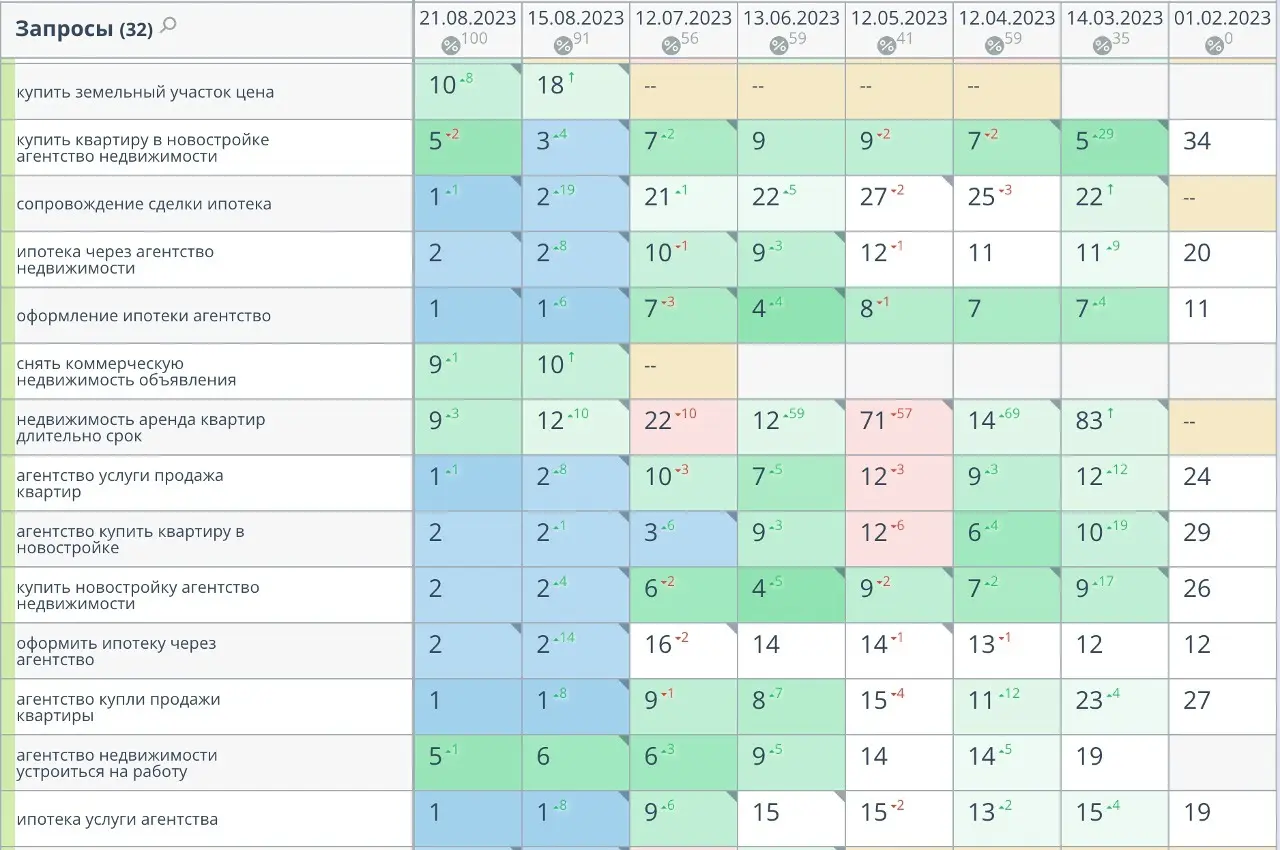 Запросы (32) 21.08.2023 15.08.2023 12.07.2023 13.06.2023 12.05.2023 12.04.2023 14.03.2023 01.02.2023
% 100 % 91 % 56 % 59 % 41 % 59 % 35 % 0
купить земельный участок цена 10 8 18 ↑ -- -- -- --
купить квартиру в новостройке
агентство недвижимости 5 2 3 4 7 2 9 9 2 7 2 5 29 34
сопровождение сделки ипотека 1 1 2 19 21 1 22 5 27 2 25 3 22 ↑ --
ипотека через агентство
недвижимости 2 2 8 10 1 9 3 12 1 11 11 9 20
оформление ипотеки агентство 1 1 6 7 3 4 4 8 1 7 7 4 11
снять коммерческую
недвижимость объявления 9 1 10 ↑ --
недвижимость аренда квартир
длительно срок 9 3 12 10 22 10 12 59 71 57 14 69 83 ↑ --
агентство услуги продажа
квартир 1 1 2 8 10 3 7 5 12 3 9 3 12 12 24
агентство купить квартиру в
новостройке 2 2 1 3 6 9 3 12 6 6 4 10 19 29
купить новостройку агентство
недвижимости 2 2 4 6 2 4 5 9 2 7 2 9 17 26
оформить ипотеку через
агентство 2 2 14 16 2 14 14 1 13 1 12 12
агентство купли продажи
квартиры 1 1 8 9 1 8 7 15 4 11 12 23 4 27
агентство недвижимости
устроиться на работу 5 1 6 6 3 9 5 14 14 5 19
ипотека услуги агентства 1 1 8 9 6 15 15 2 13 2 15 4 19